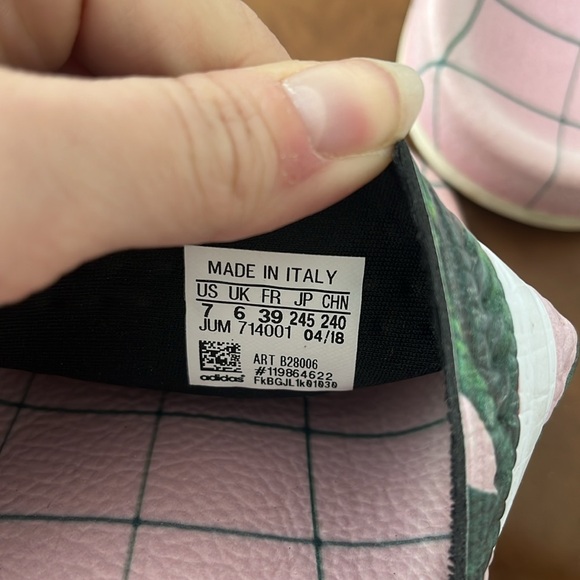 MADE IN ITALY
US UK FR JP CHN
7 6 39 245 240
JUM 714001 04/18
ART B28006
#119864622
adidas FkBGJL1k01030